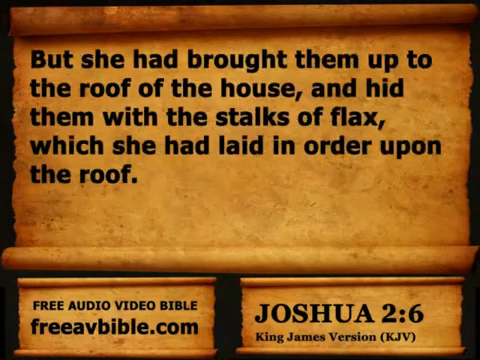 But she had brought them up to
the roof of the house, and hid
them with the stalks of flax,
which she had laid in order upon
the roof.
FREE AUDIO VIDEO BIBLE
freeavbible.com
JOSHUA 2:6
King James Version (KJV)